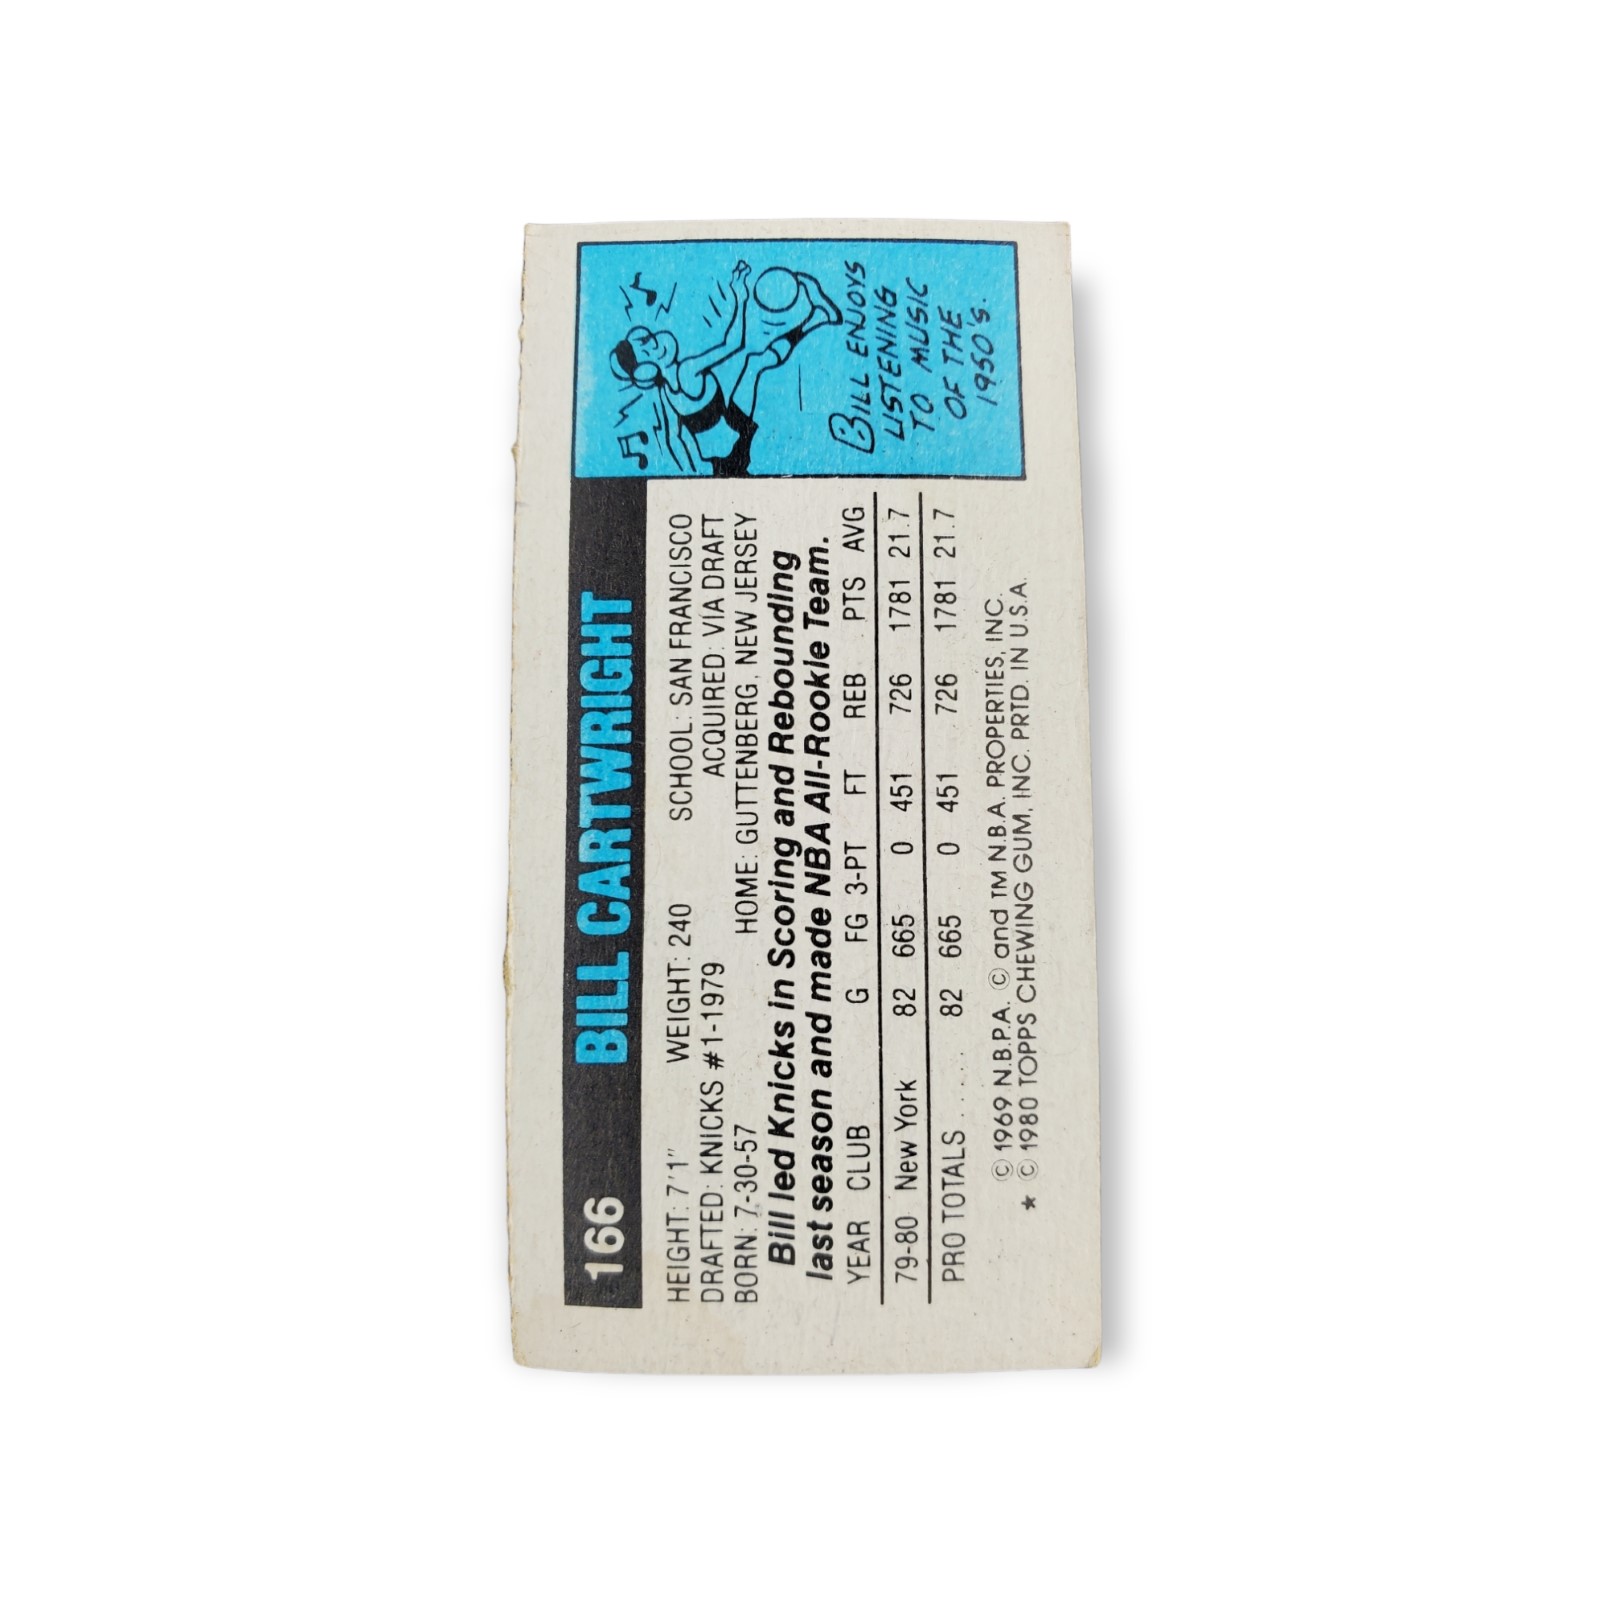 166 BILL CARTWRIGHT
HEIGHT: 7'1" WEIGHT: 240 SCHOOL: SAN FRANCISCO
DRAFTED: KNICKS #1-1979 ACQUIRED: VIA DRAFT
BORN: 7-30-57 HOME: GUTTENBERG, NEW JERSEY
Bill led Knicks in Scoring and Rebounding
last season and made NBA All-Rookie Team.
YEAR CLUB G FG 3-PT FT REB PTS AVG
79-80 New York 82 665 0 451 726 1781 21.7
PRO TOTALS ..... 82 665 0 451 726 1781 21.7
© 1969 N.B.P.A. © and TM N.B.A. PROPERTIES, INC.
★ © 1980 TOPPS CHEWING GUM, INC. PRTD. IN U.S.A.
BILL ENJOYS
LISTENING
TO MUSIC
OF THE
1950'S.